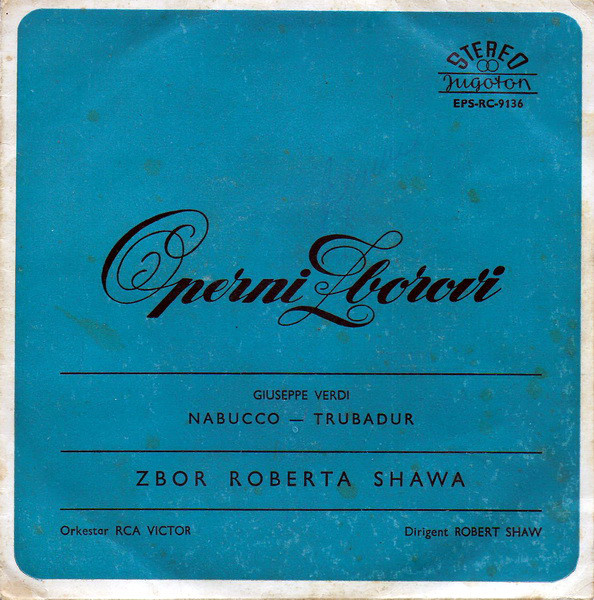 STEREO
Jugoton
EPS-RC-9136
Operni Zborovi
GIUSEPPE VERDI
NABUCCO — TRUBADUR
ZBOR ROBERTA SHAWA
Orkestar RCA VICTOR
Dirigent ROBERT SHAW